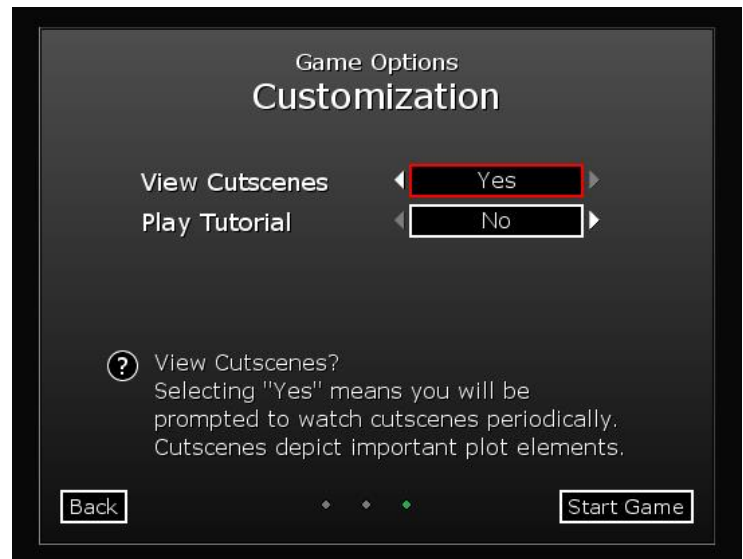 Game Options
Customization
View Cutscenes Yes
Play Tutorial No
? View Cutscenes?
Selecting "Yes" means you will be
prompted to watch cutscenes periodically.
Cutscenes depict important plot elements.
Back Start Game